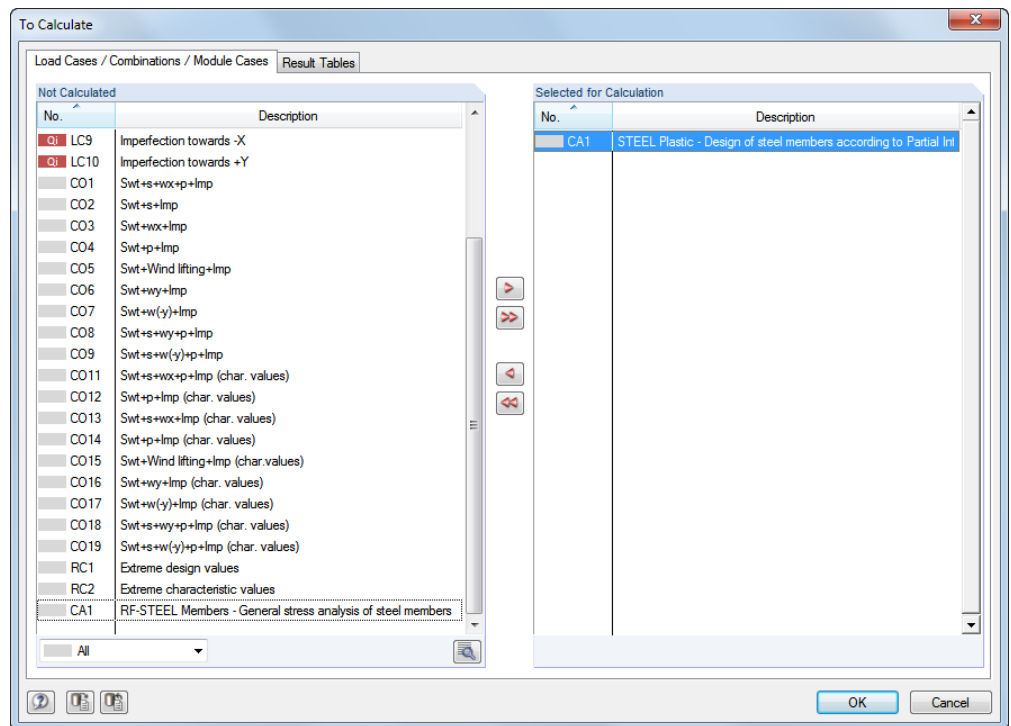 To Calculate
Load Cases / Combinations / Module Cases Result Tables
Not Calculated Selected for Calculation
No. Description No. Description
Qi LC9 Imperfection towards -X CA1 STEEL Plastic - Design of steel members according to Partial
Qi LC10 Imperfection towards +Y
CO1 Swt+s+wx+p+Imp
CO2 Swt+s+Imp
CO3 Swt+wx+Imp
CO4 Swt+p+Imp
CO5 Swt+Wind lifting+Imp
CO6 Swt+wy+Imp
CO7 Swt+w(-y)+Imp
CO8 Swt+s+wy+p+Imp
CO9 Swt+s+w(-y)+p+Imp
CO11 Swt+s+wx+p+Imp (char. values)
CO12 Swt+p+Imp (char. values)
CO13 Swt+s+wx+Imp (char. values)
CO14 Swt+p+Imp (char. values)
CO15 Swt+Wind lifting+Imp (char.values)
CO16 Swt+wy+Imp (char. values)
CO17 Swt+w(-y)+Imp (char. values)
CO18 Swt+s+wy+p+Imp (char. values)
CO19 Swt+s+w(-y)+p+Imp (char. values)
RC1 Extreme design values
RC2 Extreme characteristic values
CA1 RF-STEEL Members - General stress analysis of steel members
All
OK Cancel